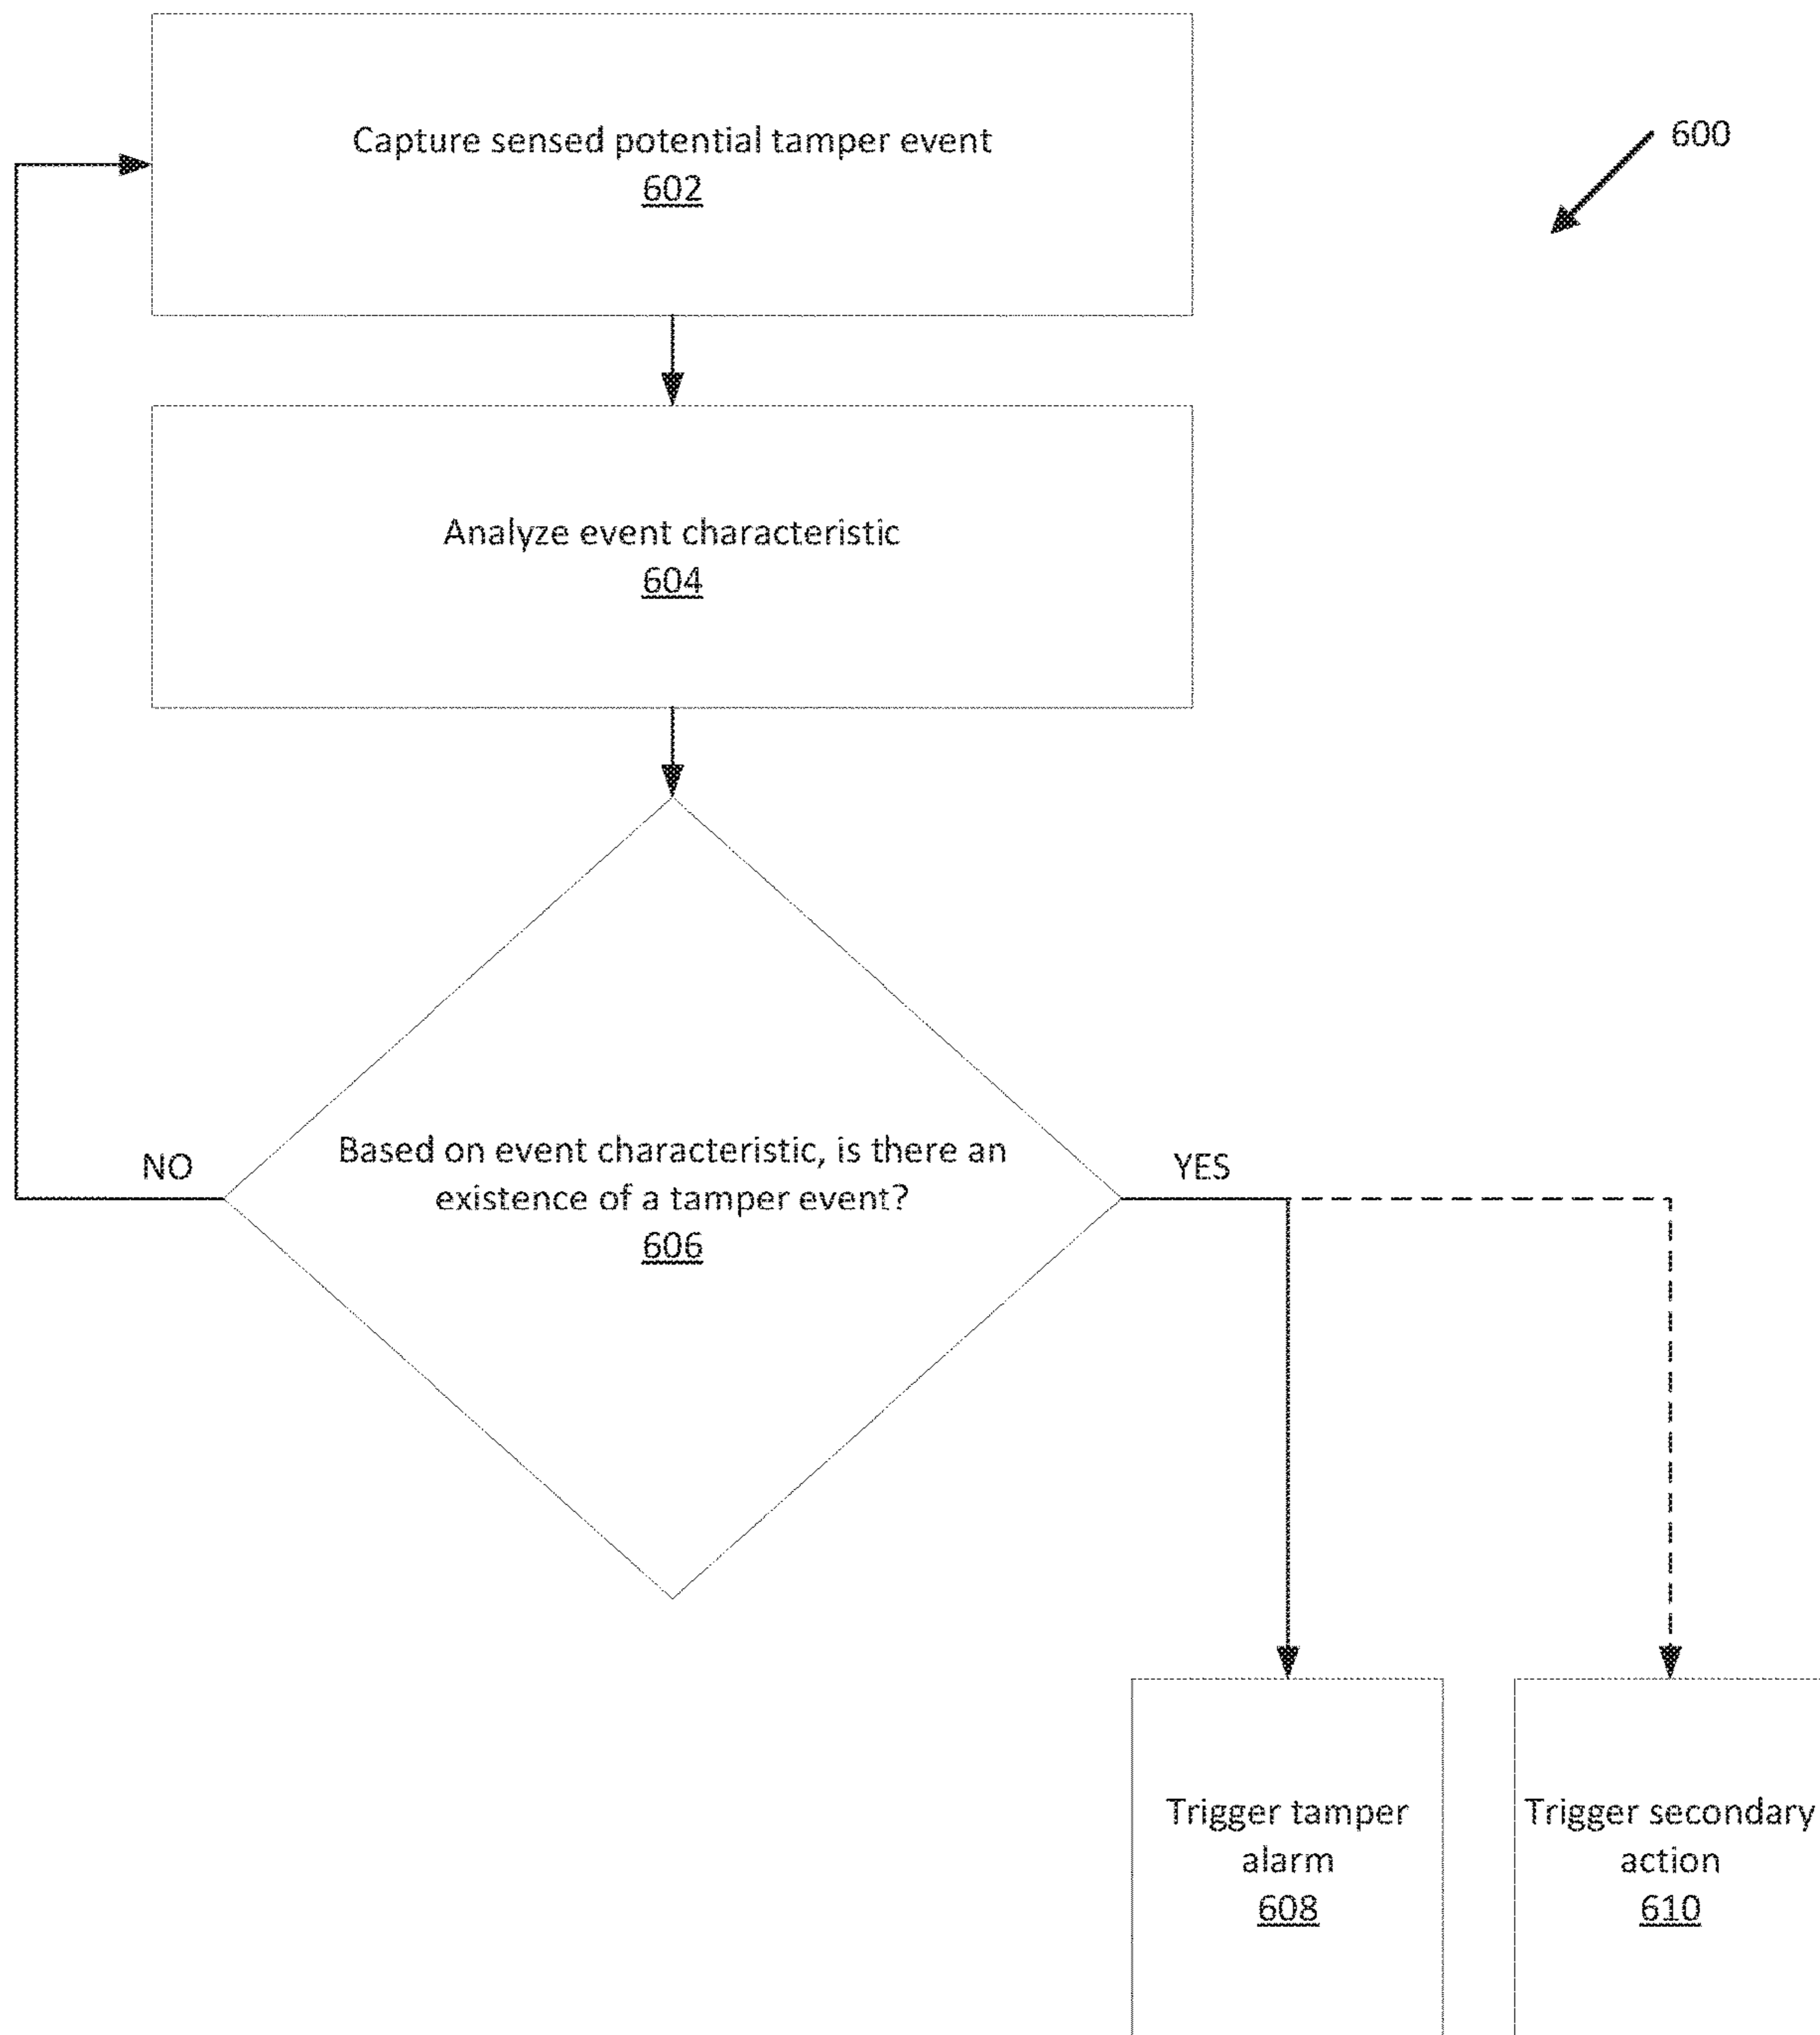 Capture sensed potential tamper event
602
600
Analyze event characteristic
604
Based on event characteristic, is there an
existence of a tamper event?
606
NO
YES
Trigger tamper
alarm
608
Trigger secondary
action
610